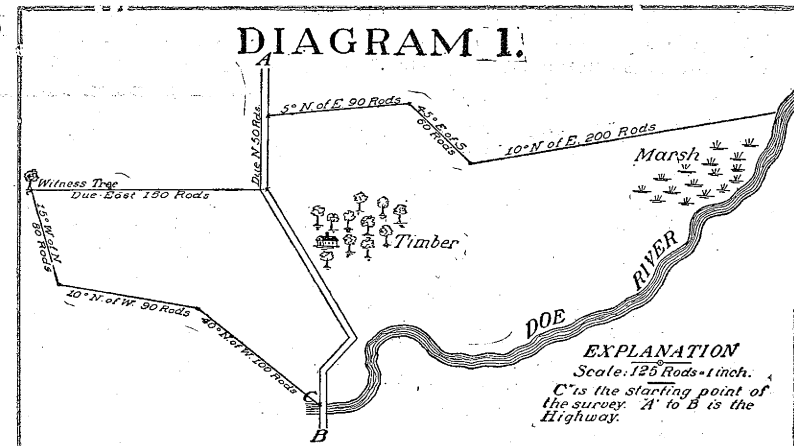 DIAGRAM 1.
A
5° N. of E. 90 Rods
45° E of S
60 Rods
Due N 50 Rds.
10° N of E. 200 Rods
Marsh
Witness Tree
Due East 150 Rods
15° W of N
80 Rods
Timber
10° N. of W. 90 Rods
40° N. of W. 100 Rods
DOE RIVER
EXPLANATION
Scale: 125 Rods=1 inch.
C" is the starting point of
the survey. "A" to B is the
Highway.
C
B